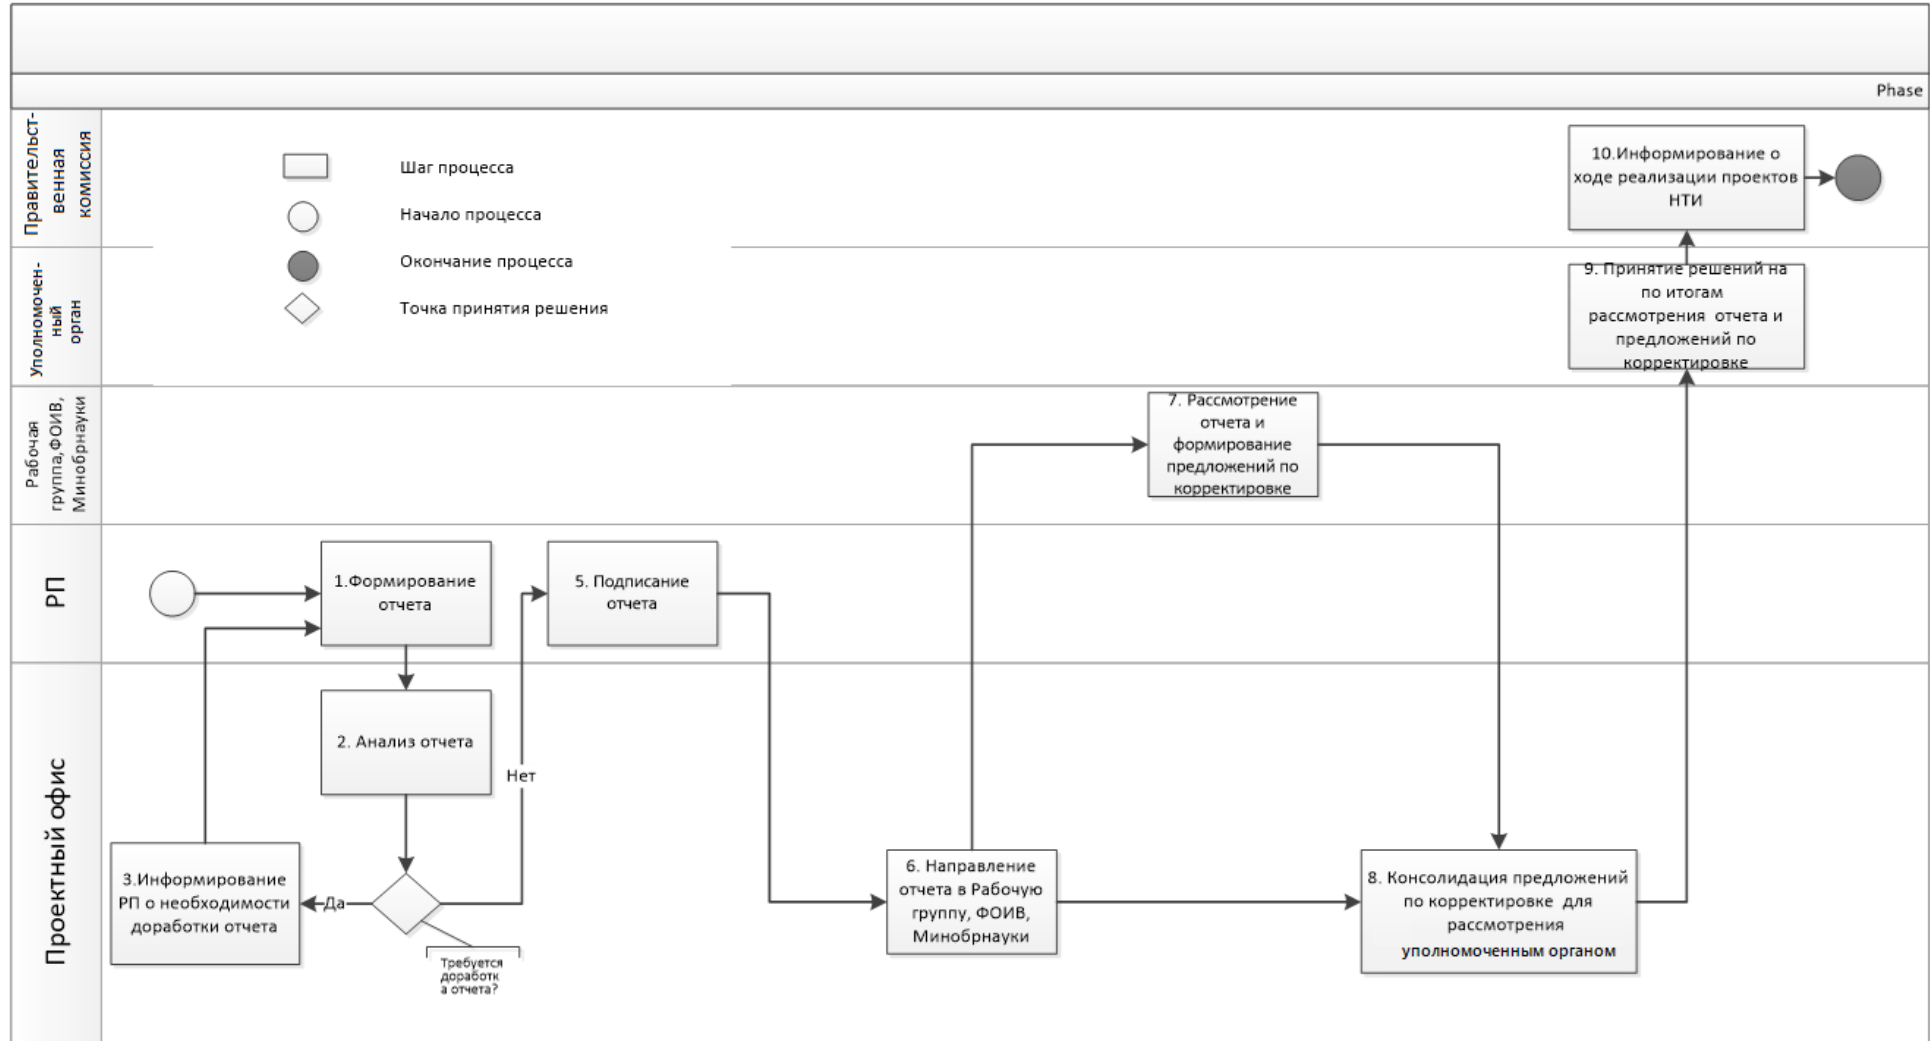 Phase
Правительст-
венная
комиссия
Шаг процесса
Начало процесса
Окончание процесса
Точка принятия решения
10.Информирование о
ходе реализации проектов
НТИ
Уполномочен-
ный
орган
9. Принятие решений на
по итогам
рассмотрения отчета и
предложений по
корректировке
Рабочая
группа,ФОИВ,
Минобрнауки
7. Рассмотрение
отчета и
формирование
предложений по
корректировке
РП
1.Формирование
отчета
5. Подписание
отчета
Проектный офис
2. Анализ отчета
Нет
3.Информирование
РП о необходимости
доработки отчета
Да
Требуется
доработк
а отчета?
6. Направление
отчета в Рабочую
группу, ФОИВ,
Минобрнауки
8. Консолидация предложений
по корректировке для
рассмотрения
уполномоченным органом